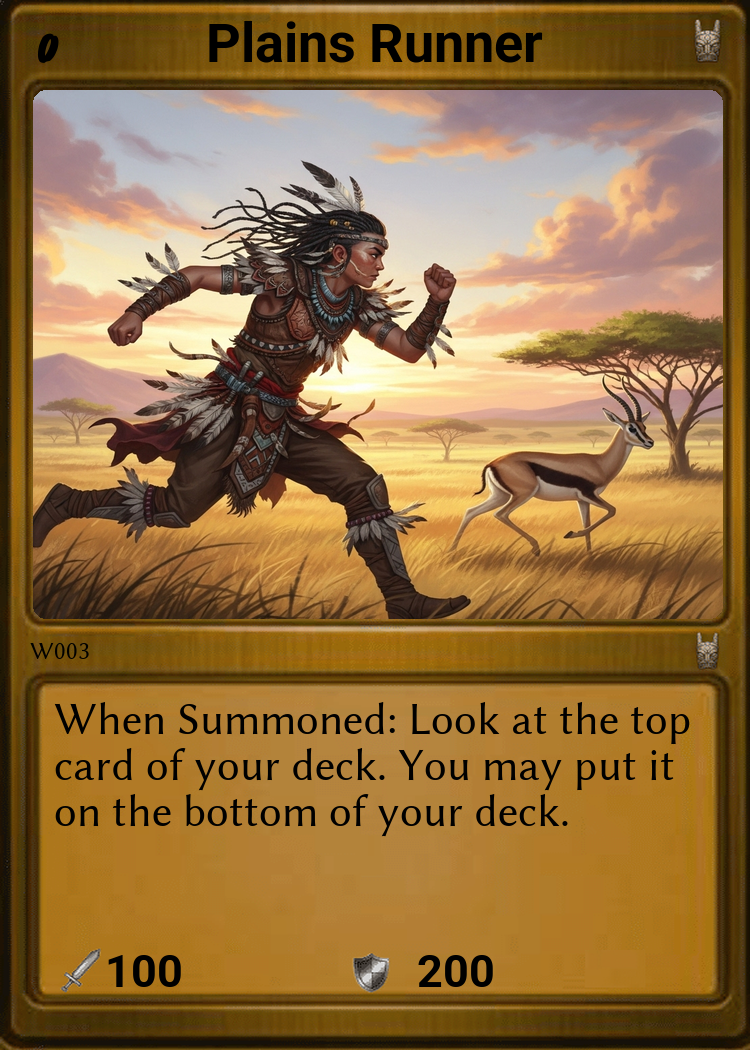 0 Plains Runner
W003
When Summoned: Look at the top
card of your deck. You may put it
on the bottom of your deck.
100 200